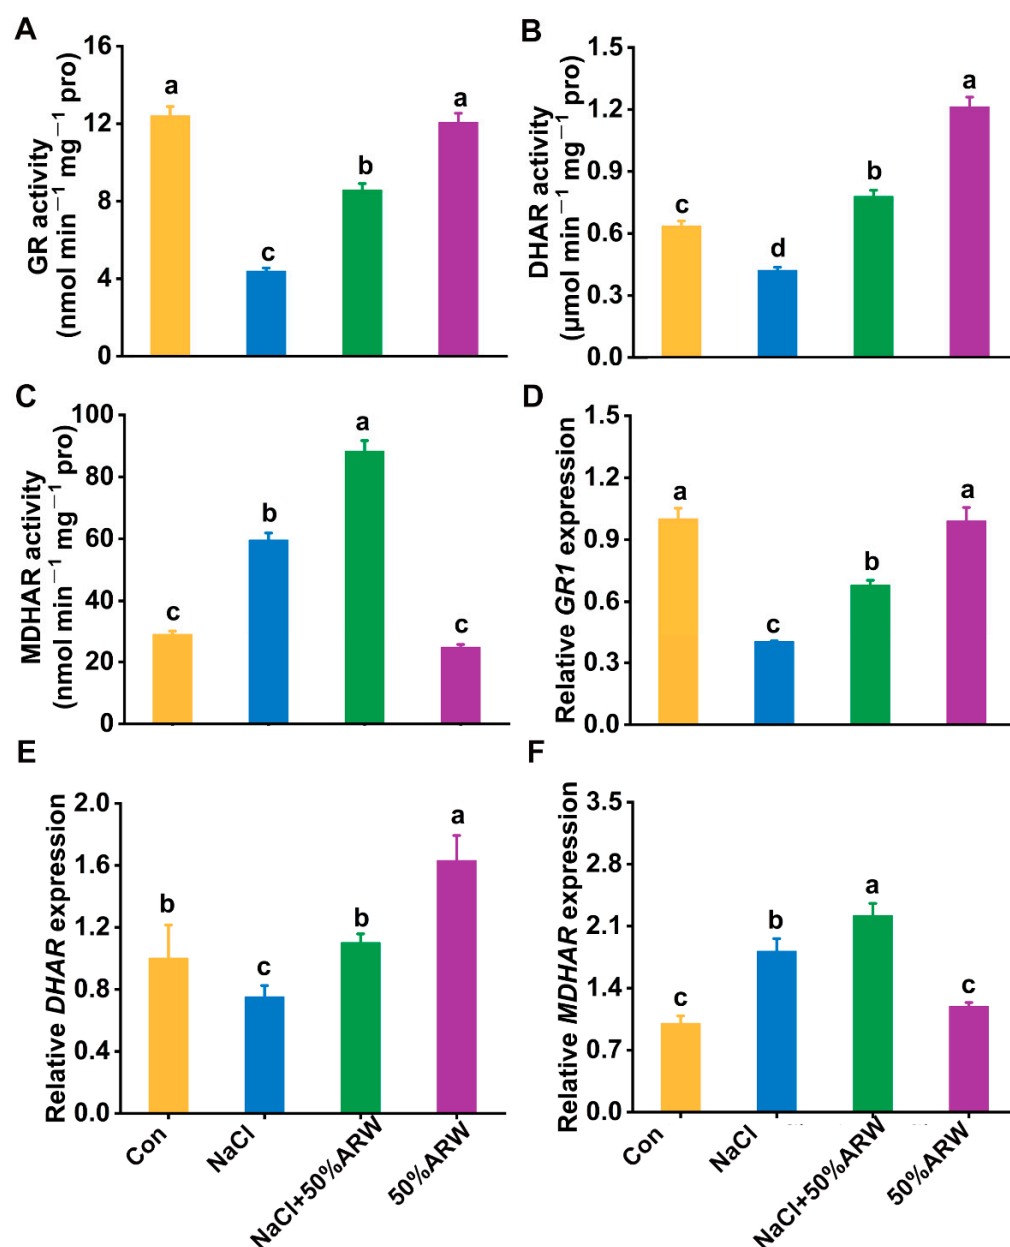 A
GR activity
(nmol min−1 mg−1 pro)
16
12
8
4
0
a
c
b
a
B
DHAR activity
(μmol min−1 mg−1 pro)
1.5
1.2
0.9
0.6
0.3
0.0
c
d
b
a
C
MDHAR activity
(nmol min−1 mg−1 pro)
100
80
60
40
20
0
c
b
a
c
D
Relative GR1 expression
1.5
1.2
0.9
0.6
0.3
0.0
a
c
b
a
E
Relative DHAR expression
2.0
1.6
1.2
0.8
0.4
0.0
b
c
b
a
Con
NaCl
NaCl+50%ARW
50%ARW
F
Relative MDHAR expression
3.5
2.8
2.1
1.4
0.7
0.0
c
b
a
c
Con
NaCl
NaCl+50%ARW
50%ARW